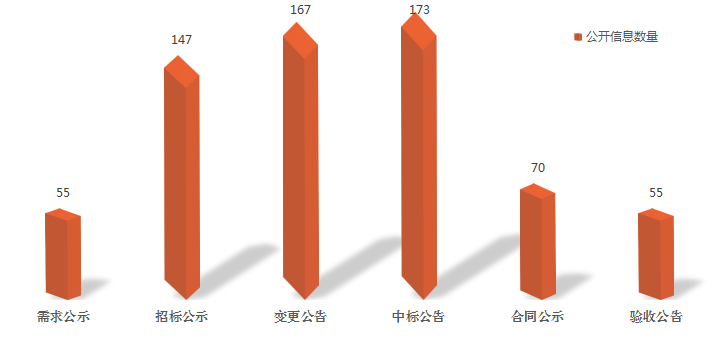 173
167
公开信息数量
147
70
55
55
需求公示
招标公示
变更公告
中标公告
合同公示
验收公告